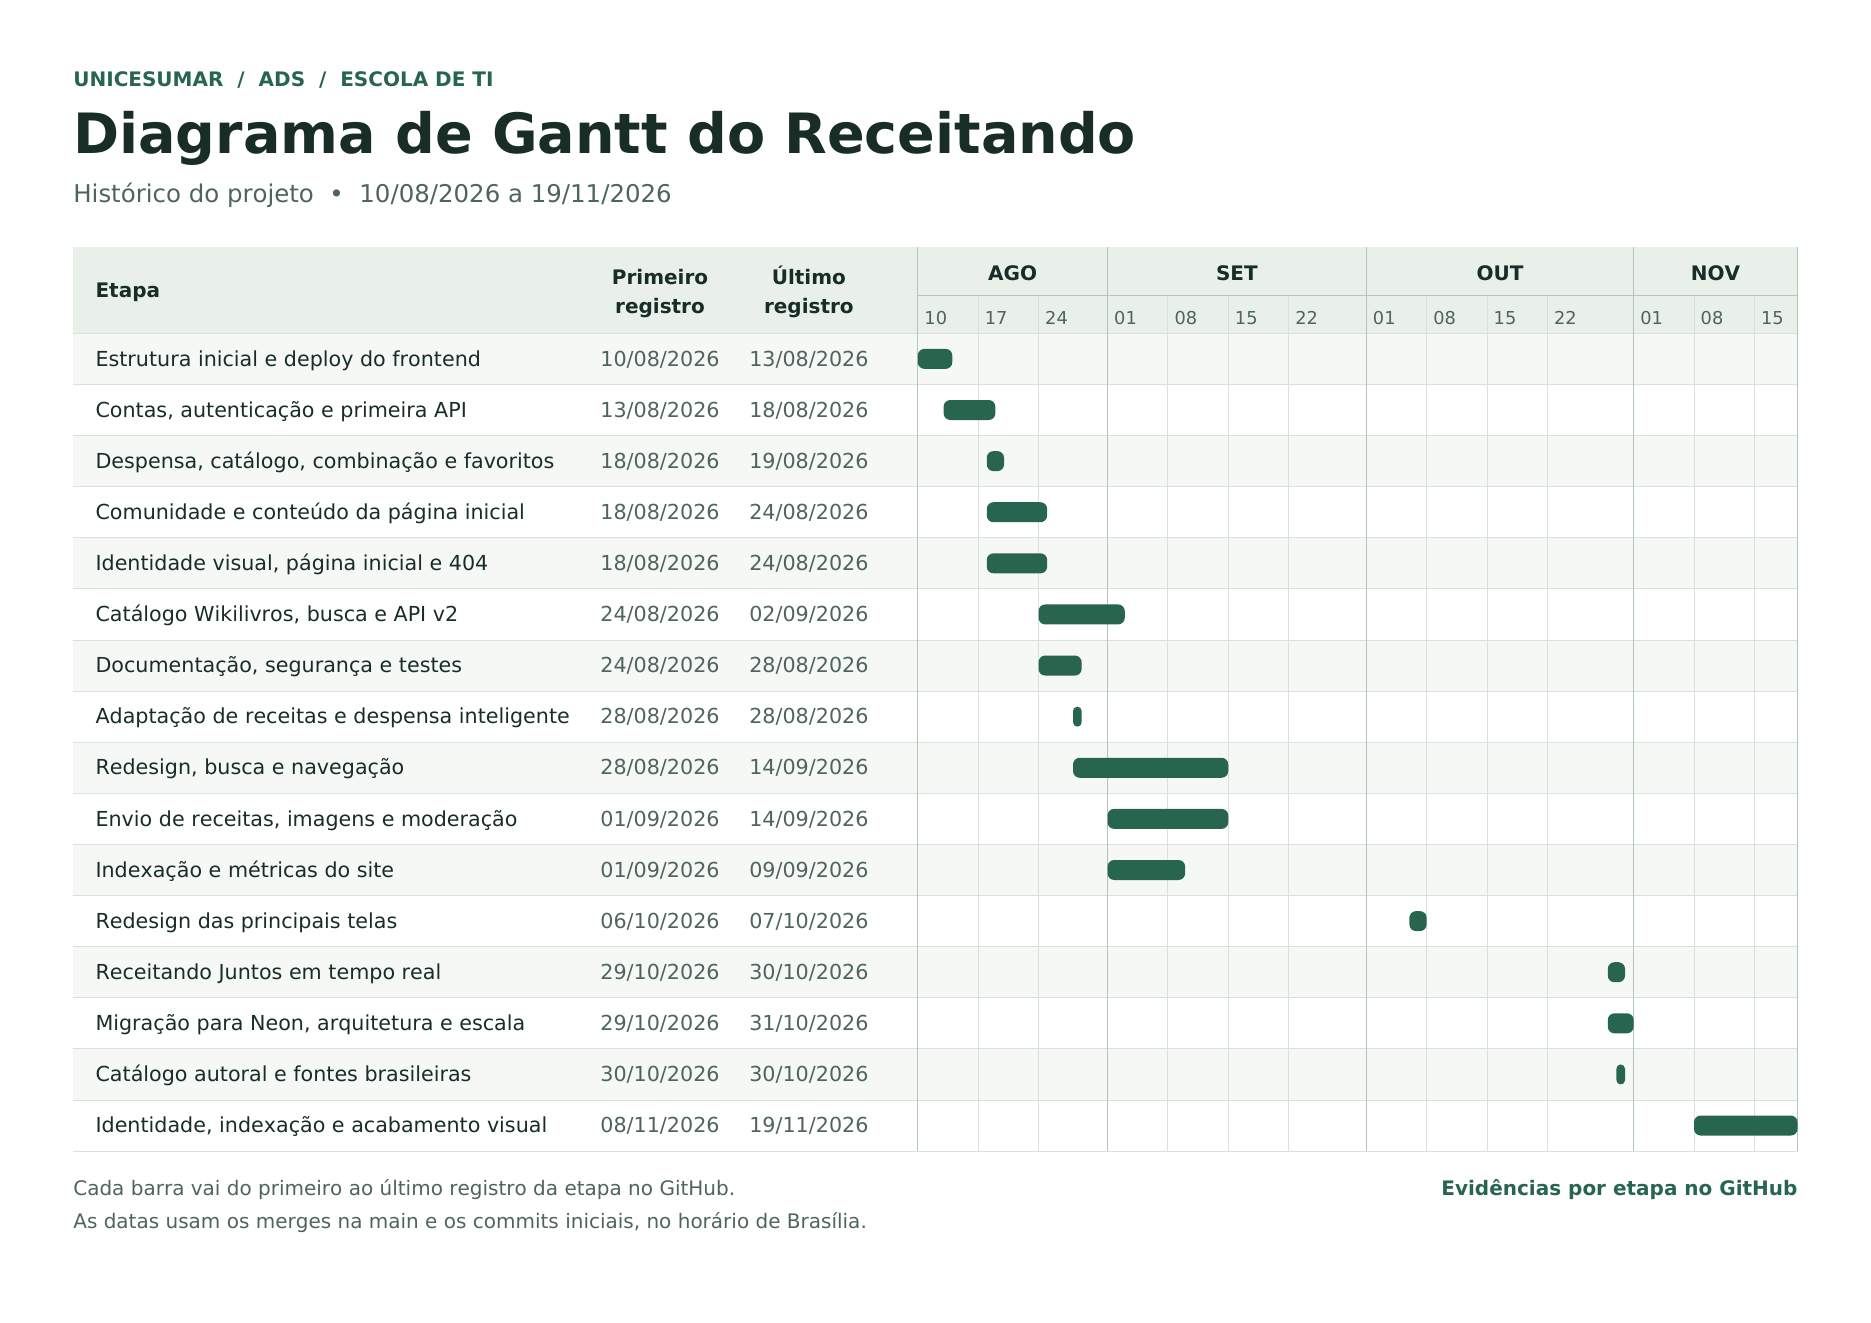 UNICESUMAR / ADS / ESCOLA DE TI
Diagrama de Gantt do Receitando
Histórico do projeto • 10/08/2026 a 19/11/2026
Etapa Primeiro registro Último registro AGO SET OUT NOV
10 17 24 01 08 15 22 01 08 15 22 01 08 15
Estrutura inicial e deploy do frontend 10/08/2026 13/08/2026
Contas, autenticação e primeira API 13/08/2026 18/08/2026
Despensa, catálogo, combinação e favoritos 18/08/2026 19/08/2026
Comunidade e conteúdo da página inicial 18/08/2026 24/08/2026
Identidade visual, página inicial e 404 18/08/2026 24/08/2026
Catálogo Wikilivros, busca e API v2 24/08/2026 02/09/2026
Documentação, segurança e testes 24/08/2026 28/08/2026
Adaptação de receitas e despensa inteligente 28/08/2026 28/08/2026
Redesign, busca e navegação 28/08/2026 14/09/2026
Envio de receitas, imagens e moderação 01/09/2026 14/09/2026
Indexação e métricas do site 01/09/2026 09/09/2026
Redesign das principais telas 06/10/2026 07/10/2026
Receitando Juntos em tempo real 29/10/2026 30/10/2026
Migração para Neon, arquitetura e escala 29/10/2026 31/10/2026
Catálogo autoral e fontes brasileiras 30/10/2026 30/10/2026
Identidade, indexação e acabamento visual 08/11/2026 19/11/2026
Cada barra vai do primeiro ao último registro da etapa no GitHub. Evidências por etapa no GitHub
As datas usam os merges na main e os commits iniciais, no horário de Brasília.